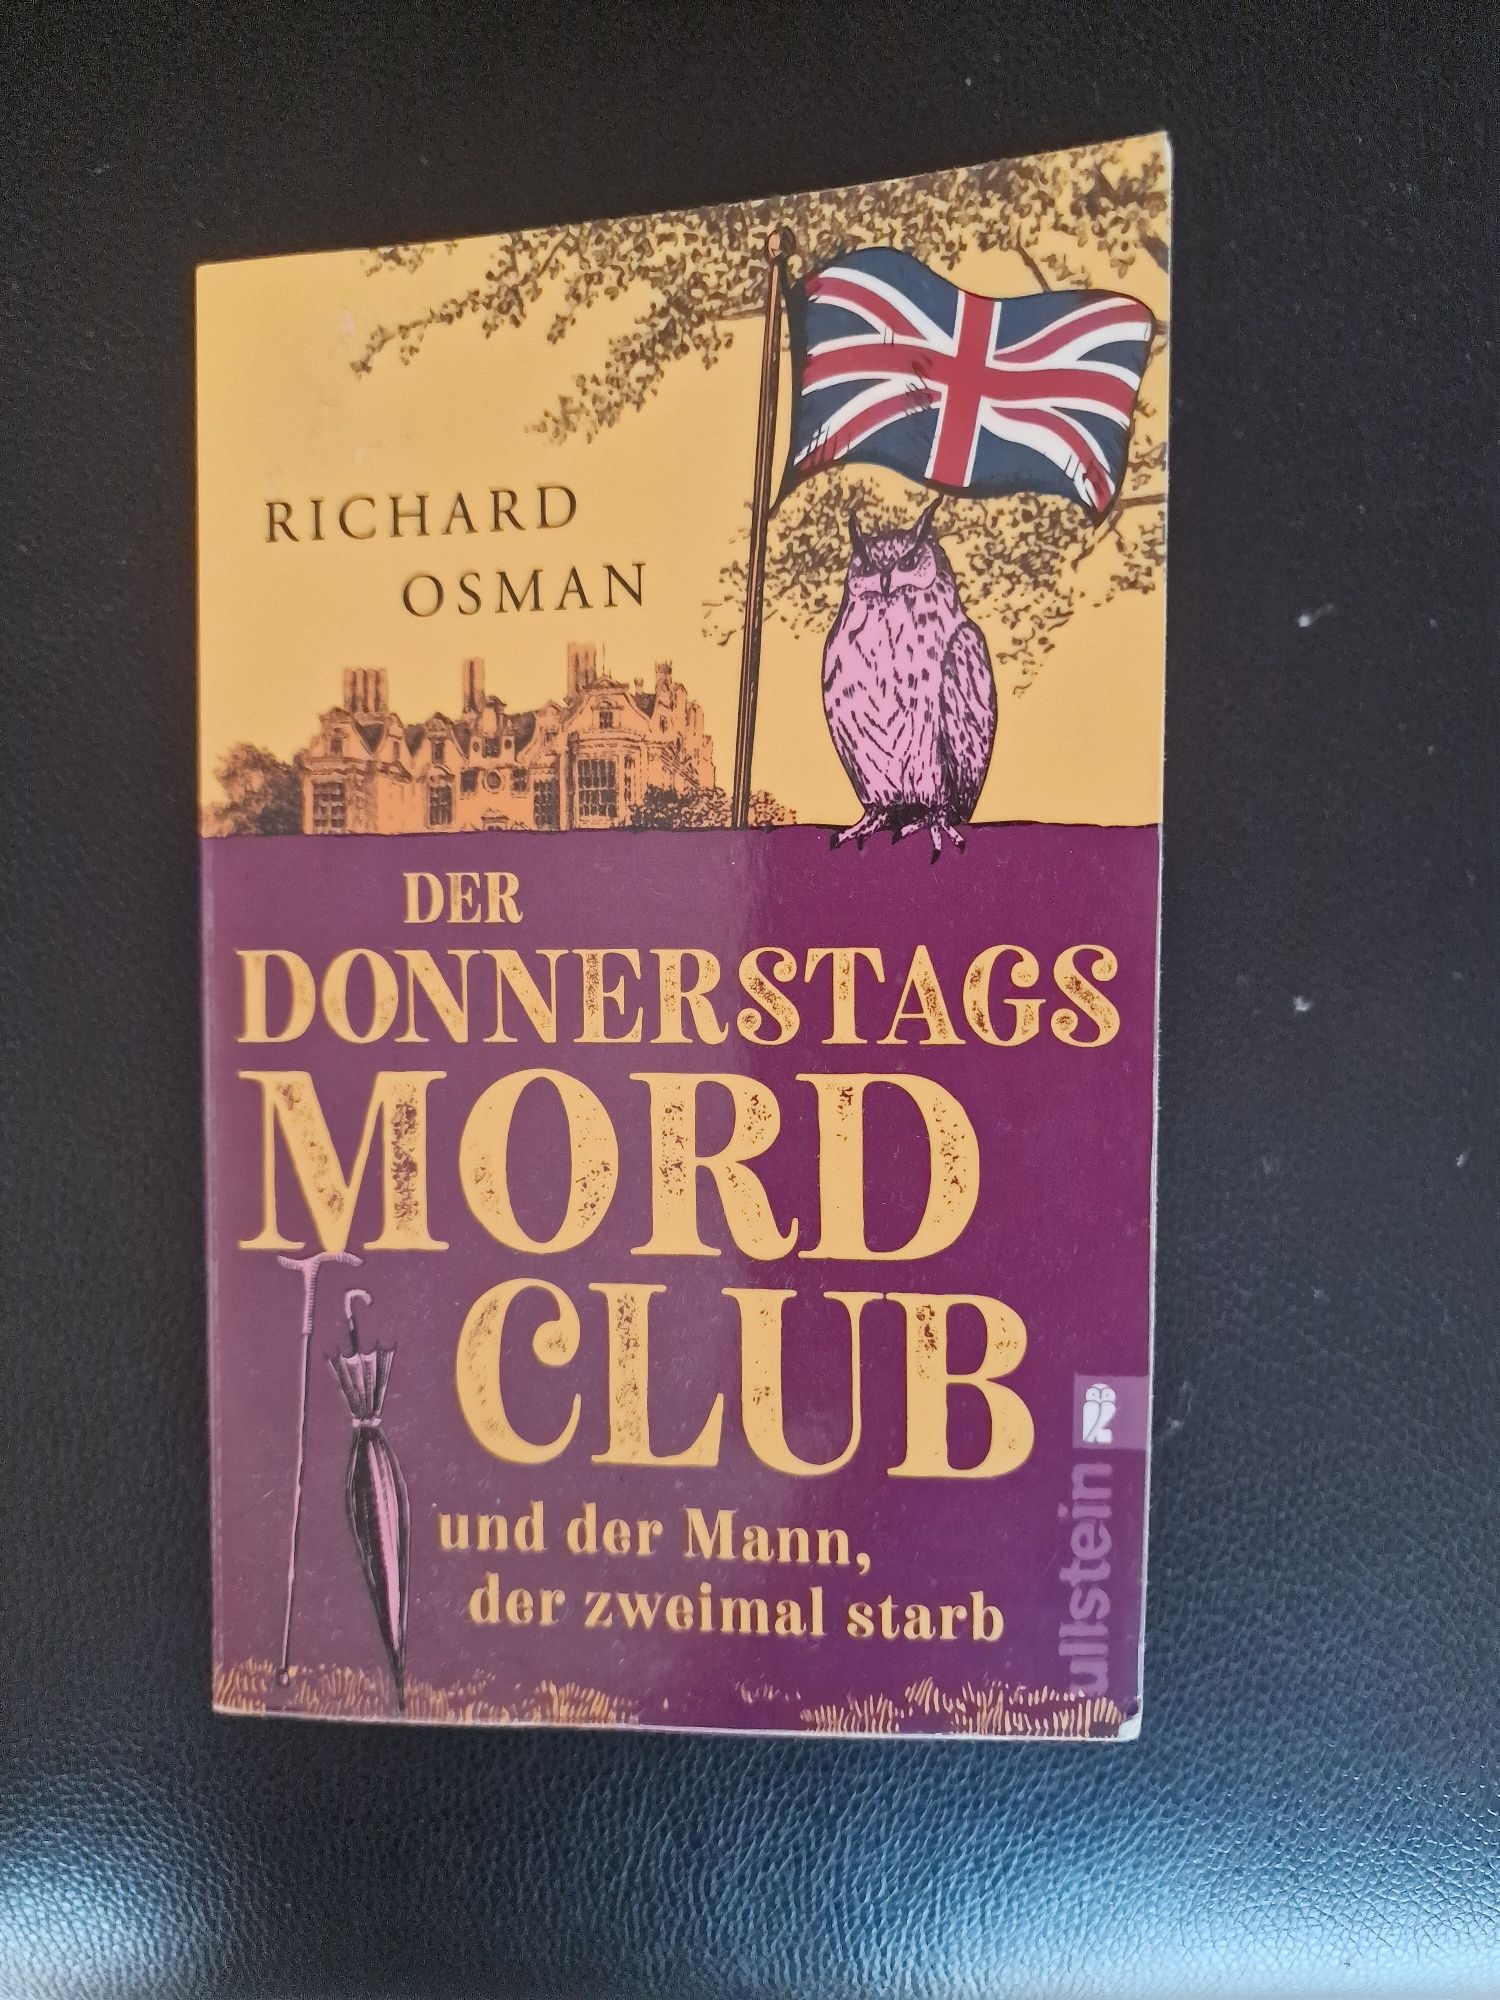 RICHARD
OSMAN
DER
DONNERSTAGS
MORD
CLUB
und der Mann,
der zweimal starb
ullstein